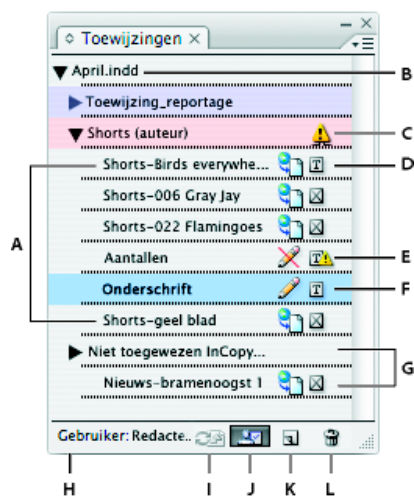 Toewijzingen
April.indd
B
Toewijzing_reportage
Shorts (auteur)
C
Shorts-Birds everywhe...
D
Shorts-006 Gray Jay
Shorts-022 Flamingoes
A
Aantallen
E
Onderschrift
F
Shorts-geel blad
Niet toegewezen InCopy...
G
Nieuws-bramenoogst 1
Gebruiker: Redacte..
H
I
J
K
L